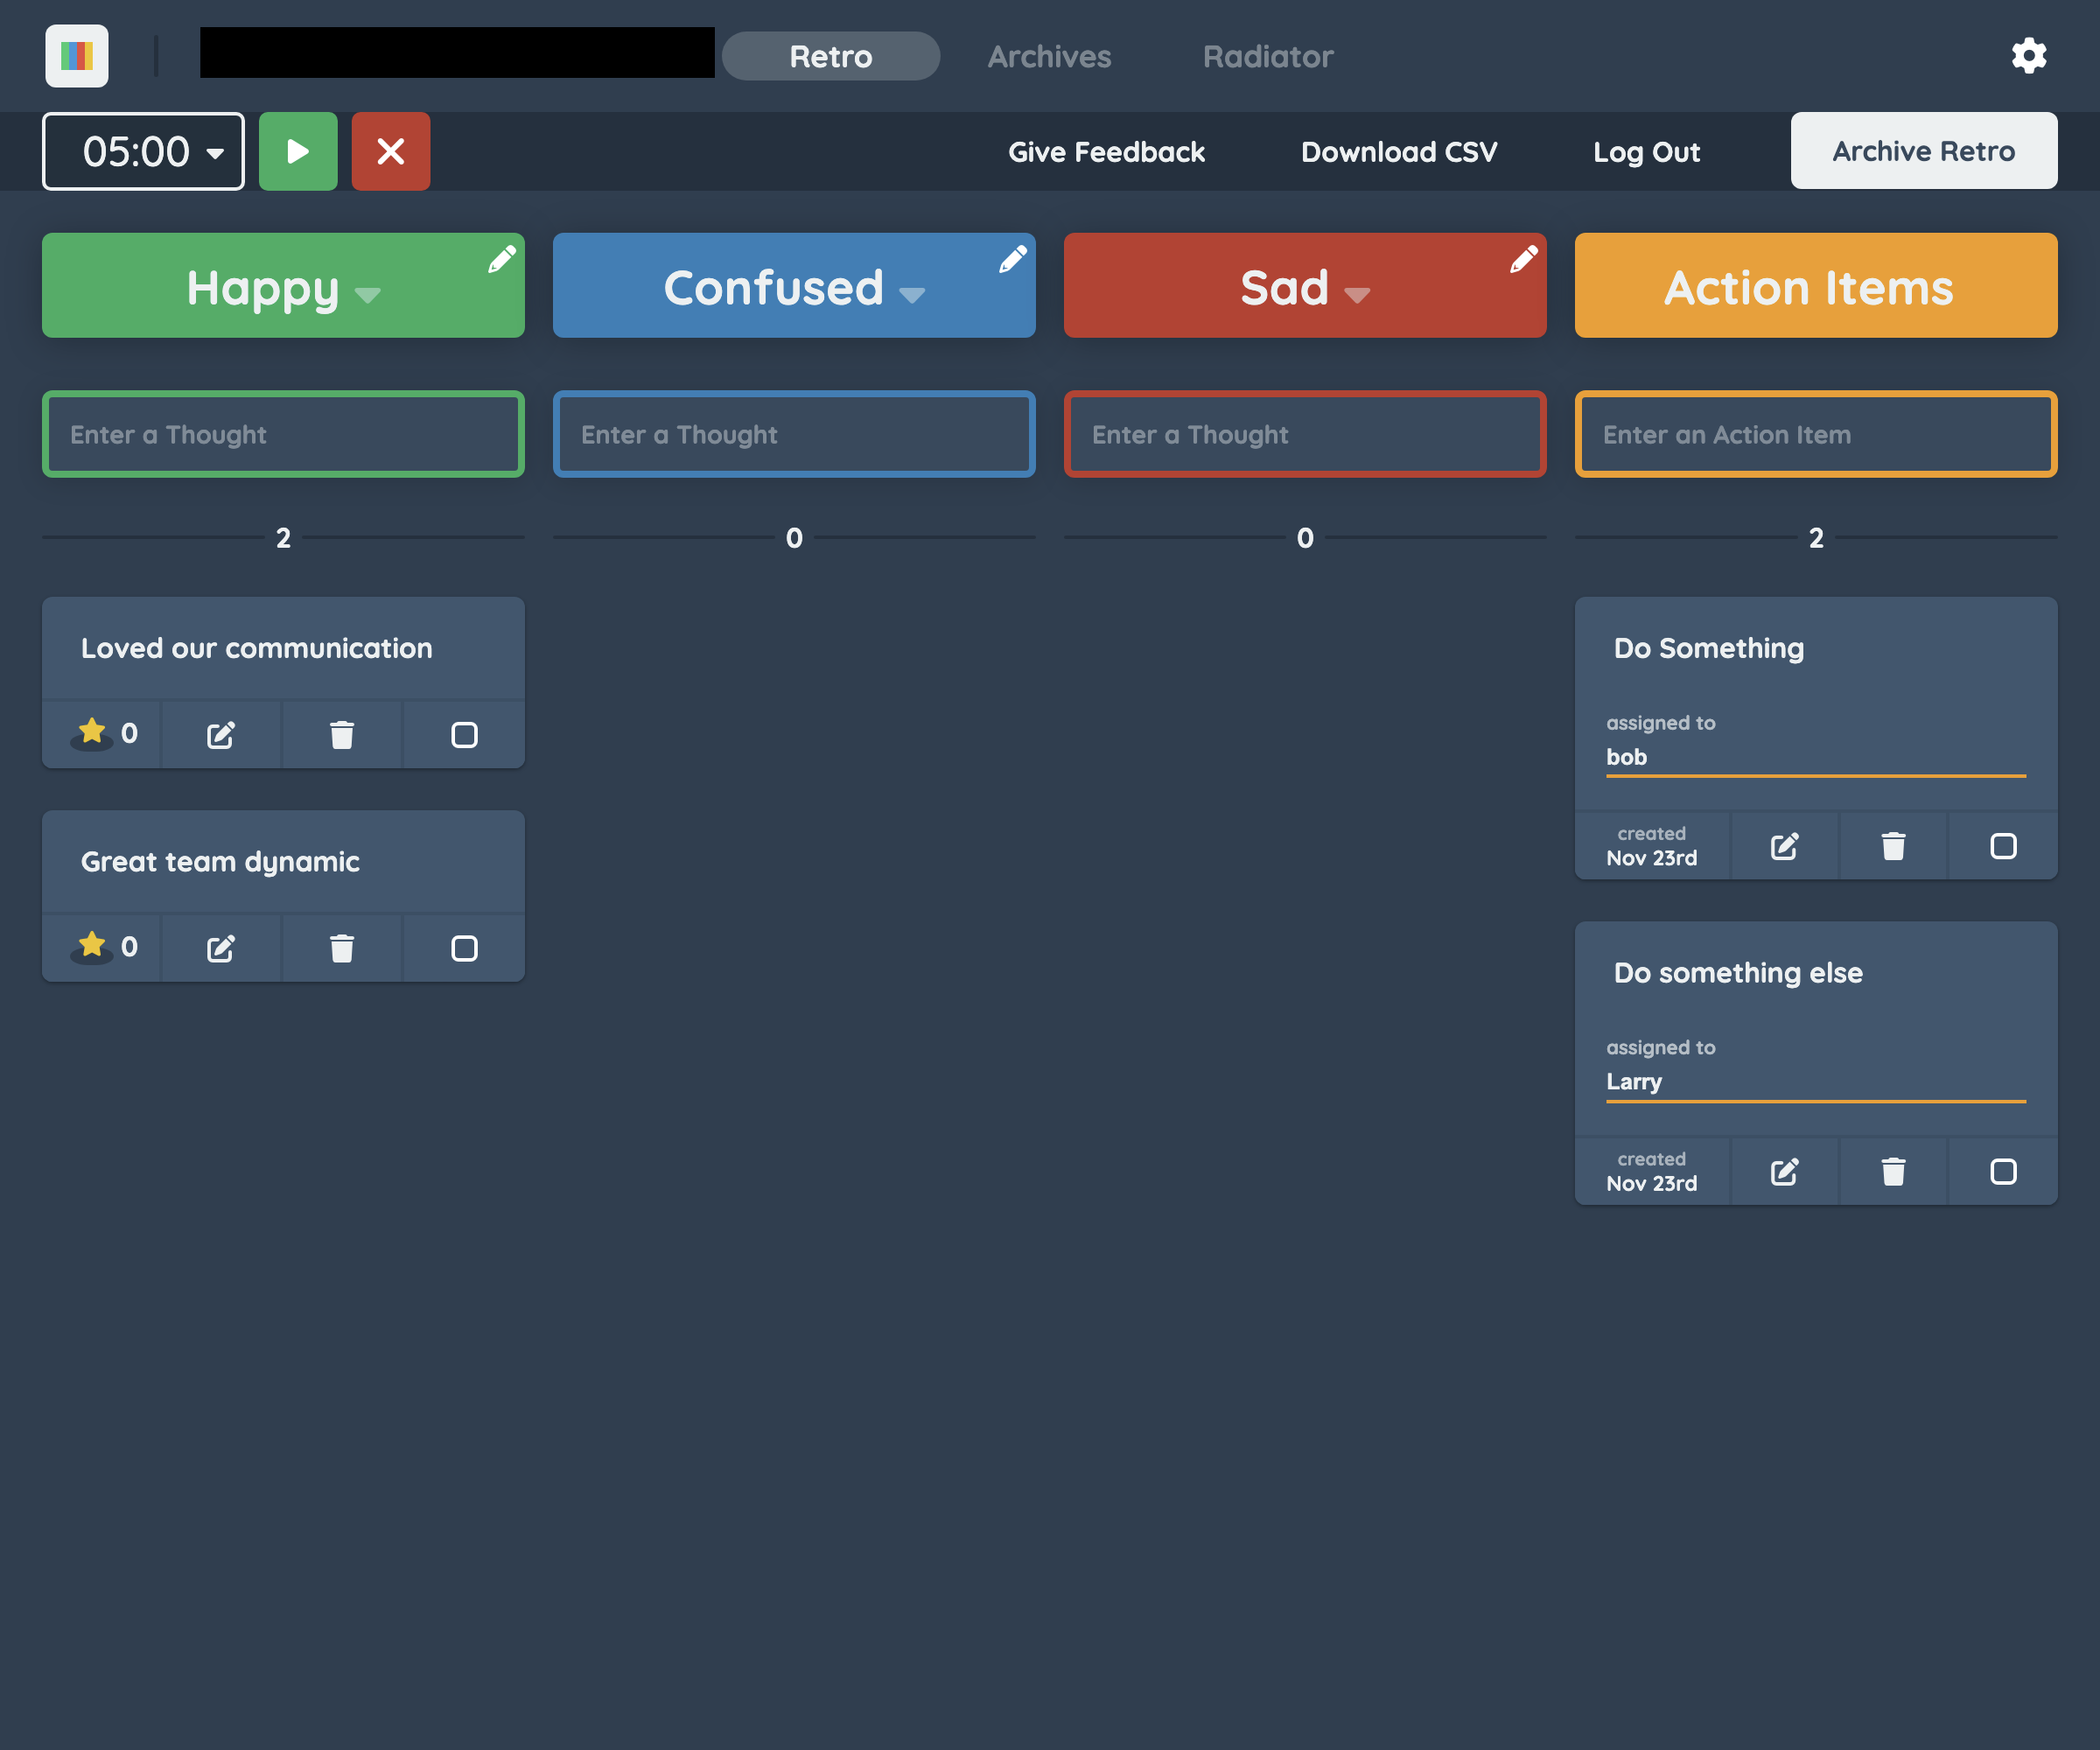 Retro
Archives
Radiator
05:00
Give Feedback
Download CSV
Log Out
Archive Retro
Happy
Confused
Sad
Action Items
Enter a Thought
Enter a Thought
Enter a Thought
Enter an Action Item
2
0
0
2
Loved our communication
0
Great team dynamic
0
Do Something
assigned to
bob
created
Nov 23rd
Do something else
assigned to
Larry
created
Nov 23rd